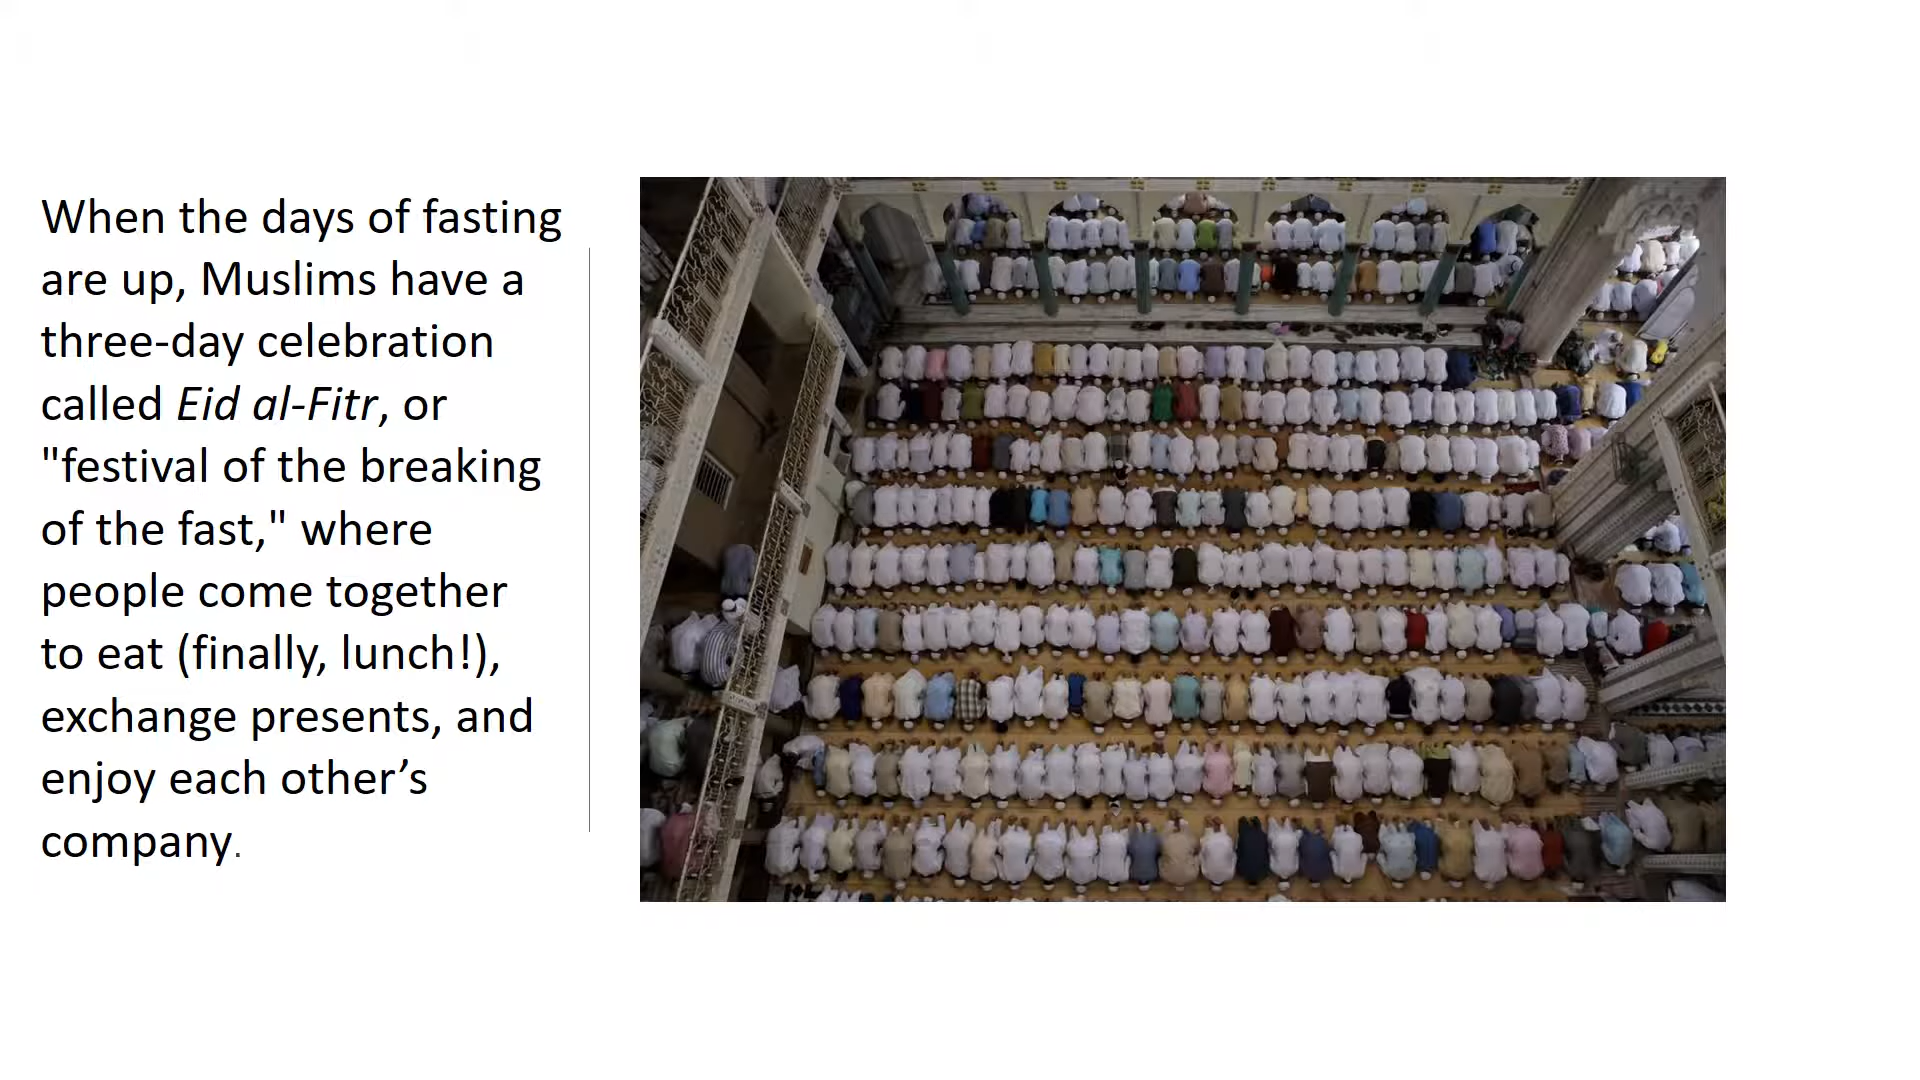 When the days of fasting
are up, Muslims have a
three-day celebration
called Eid al-Fitr, or
"festival of the breaking
of the fast," where
people come together
to eat (finally, lunch!),
exchange presents, and
enjoy each other’s
company.